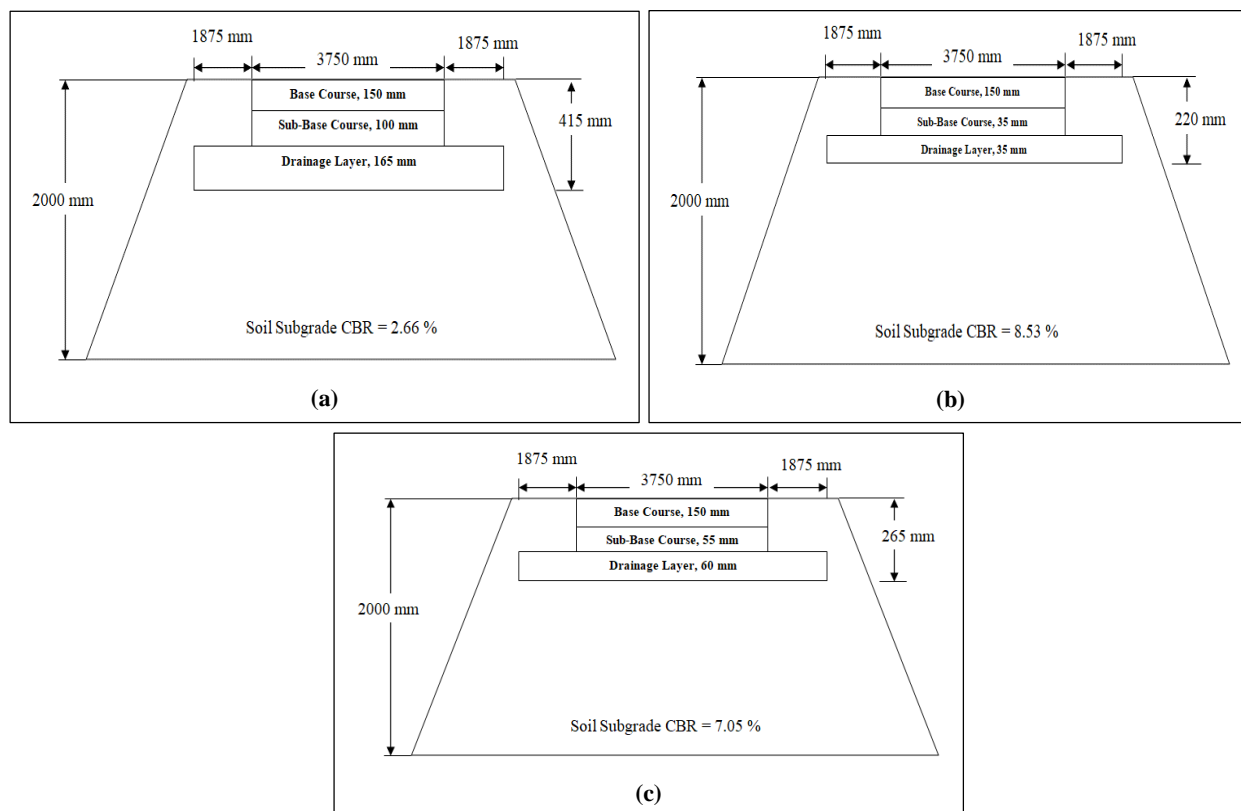 1875 mm
3750 mm
1875 mm
Base Course, 150 mm
Sub-Base Course, 100 mm
415 mm
Drainage Layer, 165 mm
2000 mm
Soil Subgrade CBR = 2.66 %
(a)
1875 mm
3750 mm
1875 mm
Base Course, 150 mm
220 mm
Sub-Base Course, 35 mm
Drainage Layer, 35 mm
2000 mm
Soil Subgrade CBR = 8.53 %
(b)
1875 mm
3750 mm
1875 mm
Base Course, 150 mm
265 mm
Sub-Base Course, 55 mm
Drainage Layer, 60 mm
2000 mm
Soil Subgrade CBR = 7.05 %
(c)